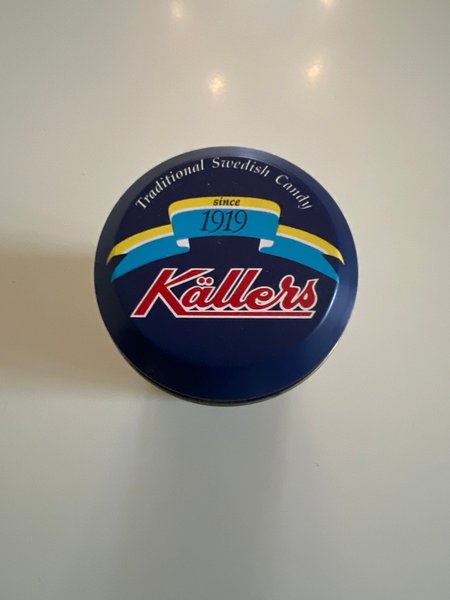 Traditional Swedish Candy
since
1919
Källers